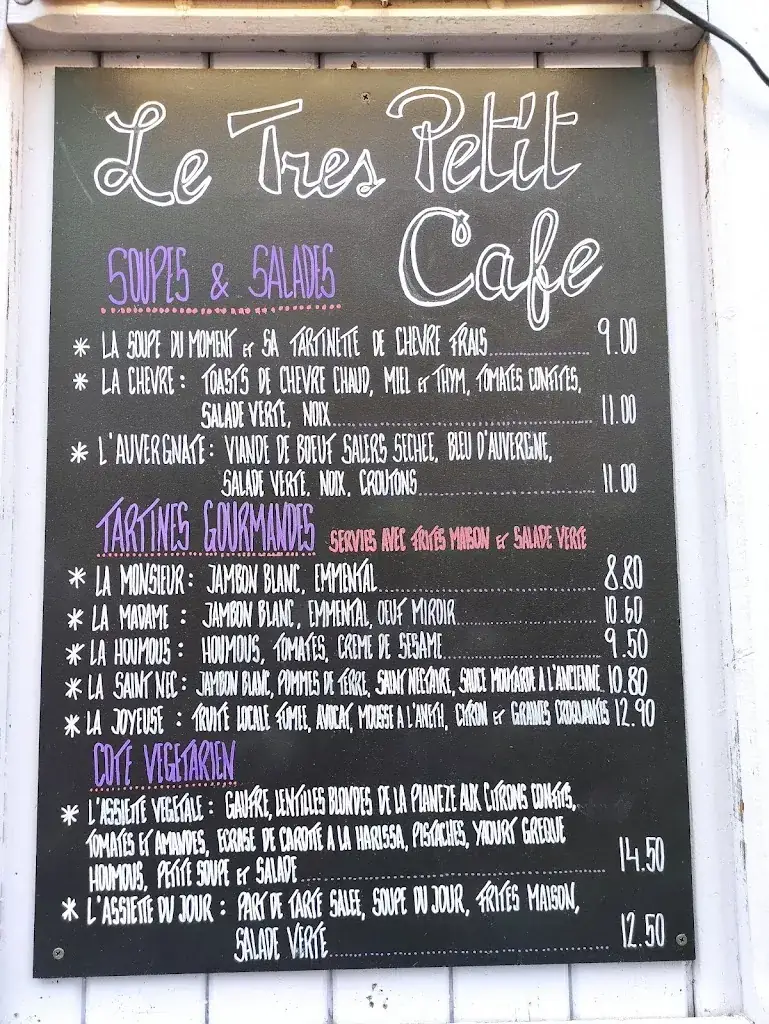 Le Tres Petit
Cafe
SOUPES & SALADES
* LA SOUPE DU MOMENT ET SA TARTINETTE DE CHEVRE FRAIS 9.00
* LA CHEVRE : TOASTS DE CHEVRE CHAUD, MIEL ET THYM, TOMATES CONFITES,
SALADE VERTE, NOIX 11.00
* L'AUVERGNATE : VIANDE DE BOEUF SALERS SECHEE, BLEU D'AUVERGNE,
SALADE VERTE, NOIX, CROUTONS 11.00
TARTINES GOURMANDES SERVIES AVEC FRITES MAISON ET SALADE VERTE
* LA MONSIEUR : JAMBON BLANC, EMMENTAL 8.80
* LA MADAME : JAMBON BLANC, EMMENTAL, OEUF MIROIR 10.60
* LA HOUMOUS : HOUMOUS, TOMATES, CREME DE SESAME 9.50
* LA SAINT NEC : JAMBON BLANC, POMMES DE TERRE, SAINT NECTAIRE, SAUCE MOUTARDE A L'ANCIENNE 10.80
* LA JOYEUSE : TRUITE LOCALE FUMEE, AVOCAT, MOUSSE A L'ANETH, CITRON ET GRAINES CROQUANTES 12.90
COTE VEGETARIEN
* L'ASSIETTE VEGETALE : GAUFRE, LENTILLES BLONDES DE LA PLANEZE AUX CITRONS CONFITS,
TOMATES ET AMANDES, ECRASE DE CAROTTE A LA HARISSA, PISTACHES, YAOURT GREQUE
HOUMOUS, PETITE SOUPE ET SALADE 14.50
* L'ASSIETTE DU JOUR : PART DE TARTE SALEE, SOUPE DU JOUR, FRITES MAISON,
SALADE VERTE 12.50